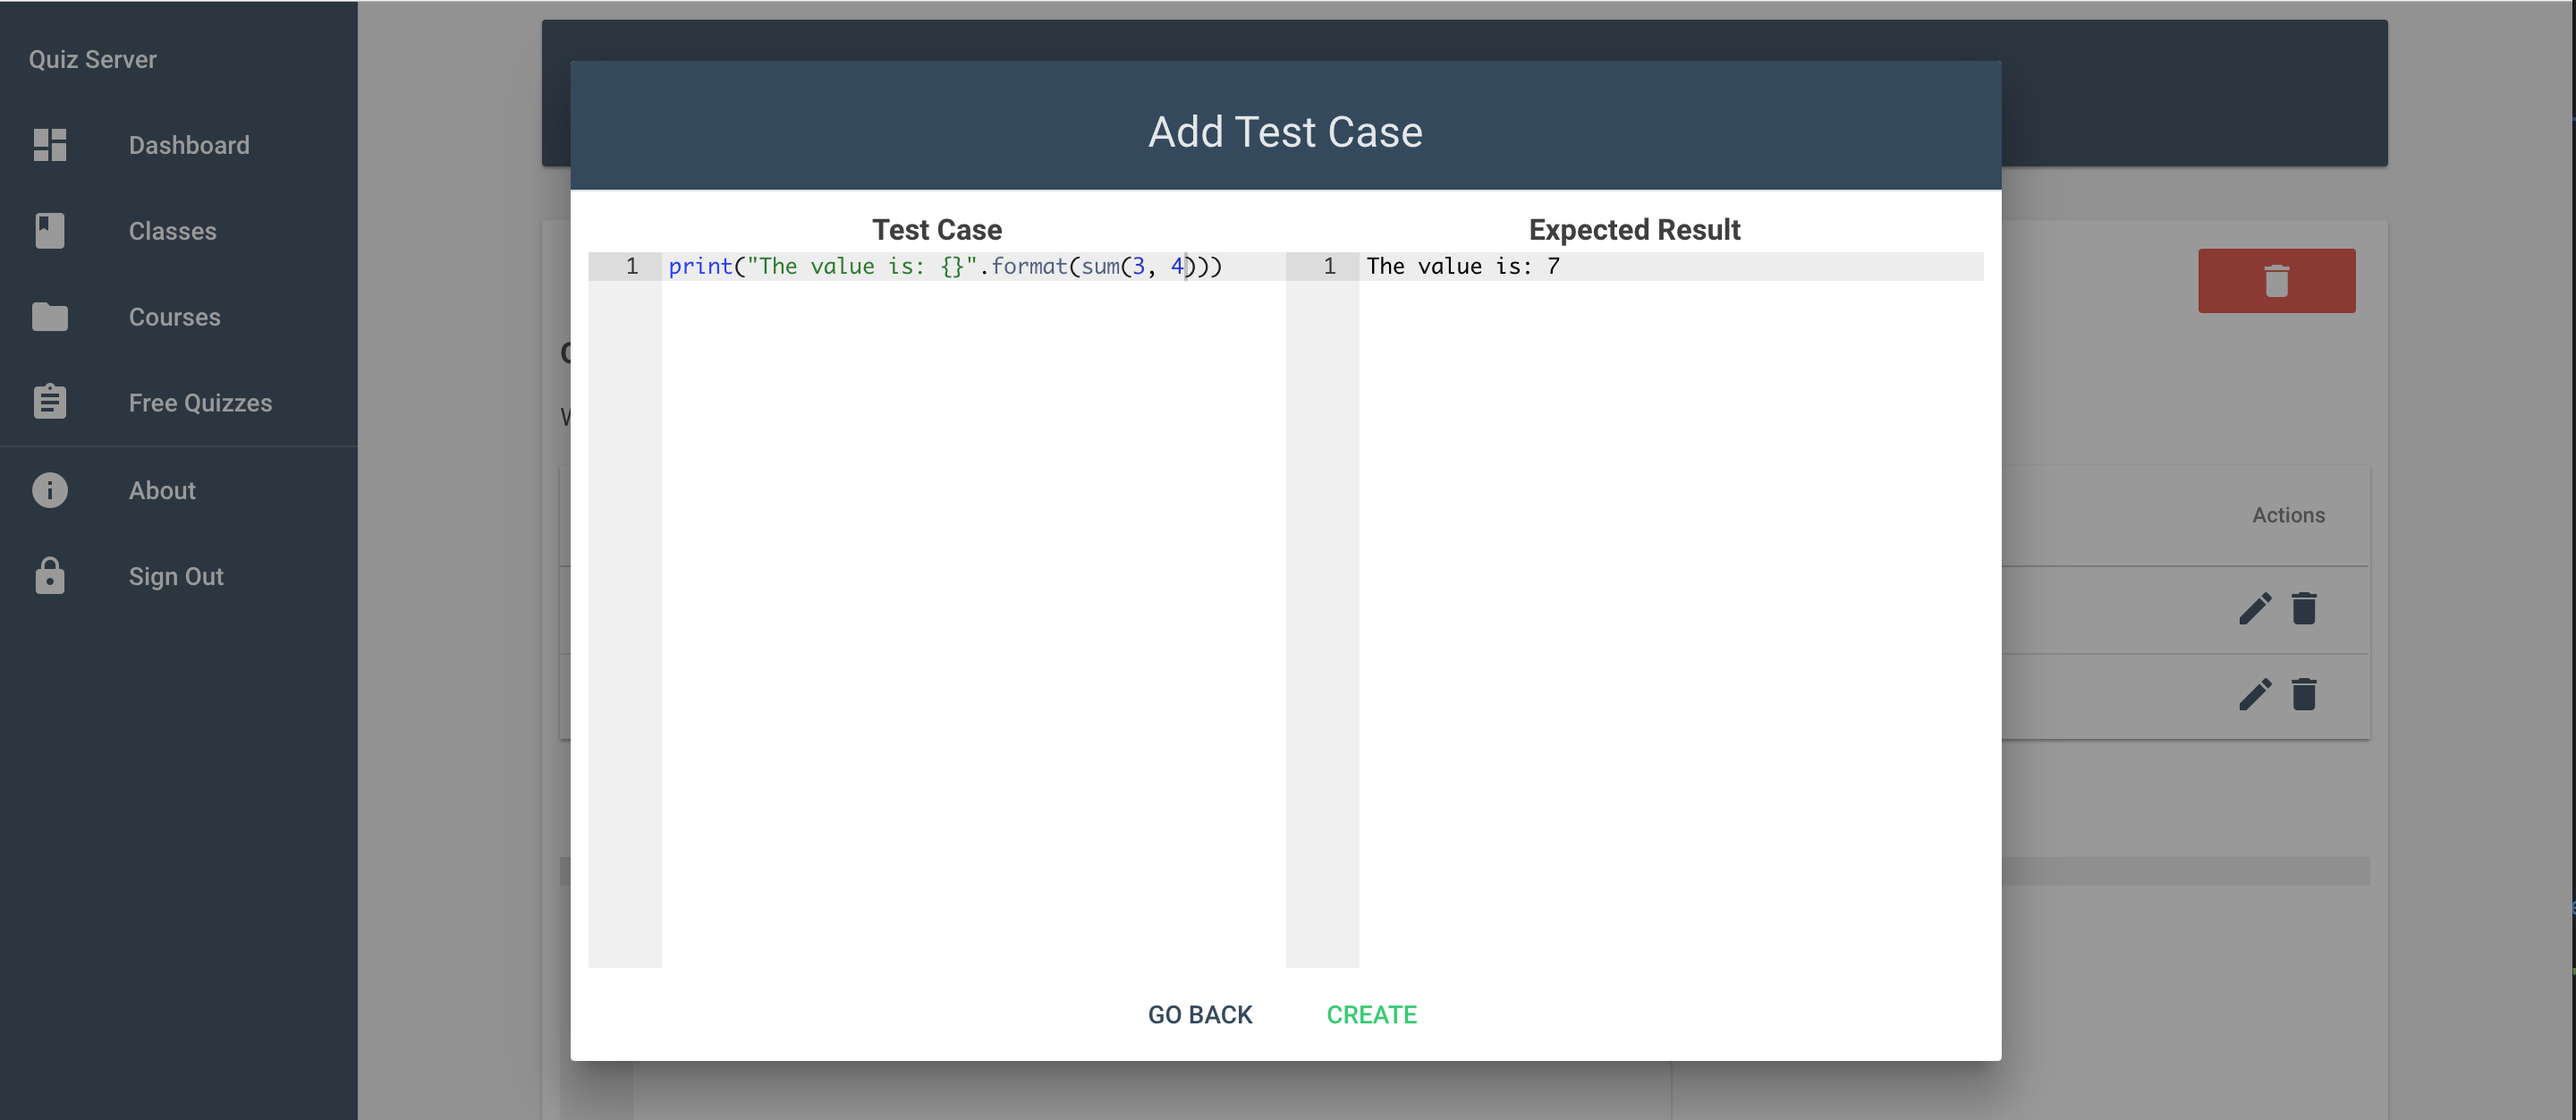 Quiz Server
Dashboard
Classes
Courses
Free Quizzes
About
Sign Out
Add Test Case
Test Case
Expected Result
1 print("The value is: {}".format(sum(3, 4)))
1 The value is: 7
Actions
GO BACK
CREATE